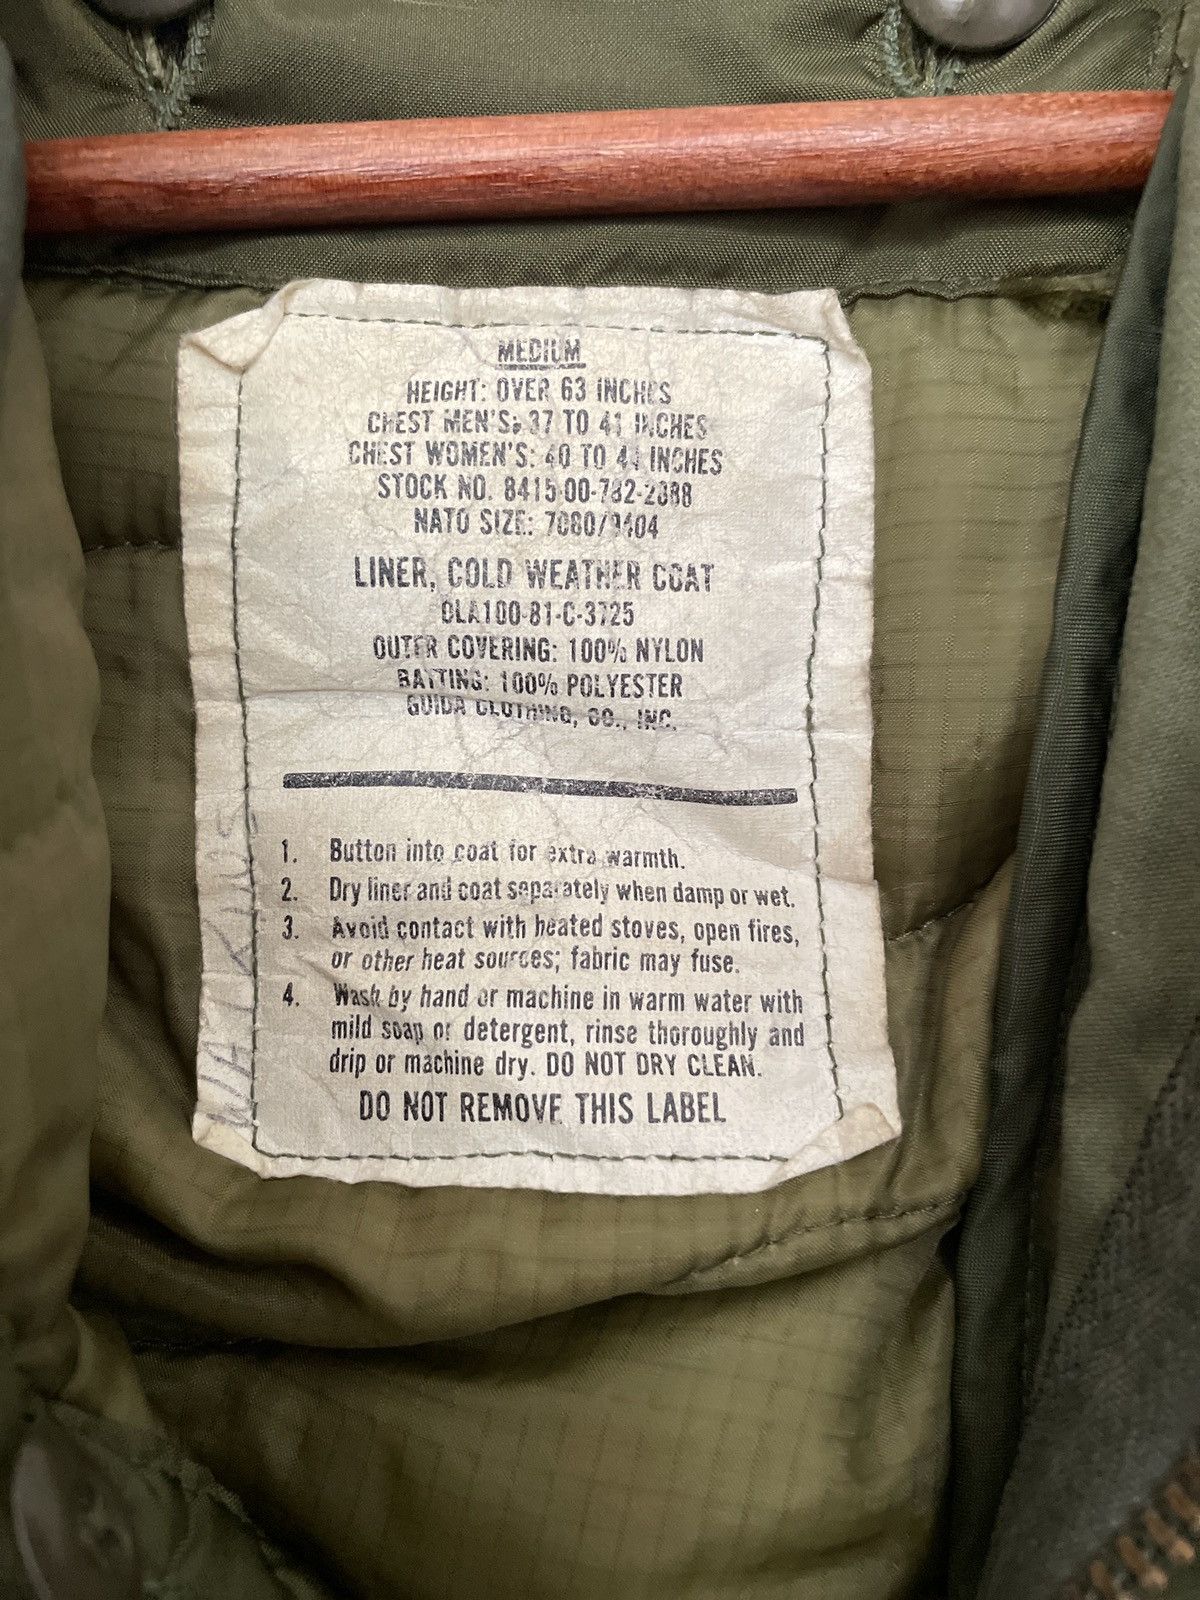 MEDIUM
HEIGHT: OVER 63 INCHES
CHEST MEN'S: 37 TO 41 INCHES
CHEST WOMEN'S: 40 TO 44 INCHES
STOCK NO. 8415-00-782-2888
NATO SIZE: 7080/9404
LINER, COLD WEATHER COAT
DLA100-81-C-3725
OUTER COVERING: 100% NYLON
BATTING: 100% POLYESTER
GUIDA CLOTHING, CO., INC.
1. Button into coat for extra warmth.
2. Dry liner and coat separately when damp or wet.
3. Avoid contact with heated stoves, open fires,
or other heat sources; fabric may fuse.
4. Wash by hand or machine in warm water with
mild soap or detergent, rinse thoroughly and
drip or machine dry. DO NOT DRY CLEAN.
DO NOT REMOVE THIS LABEL
WATKINS